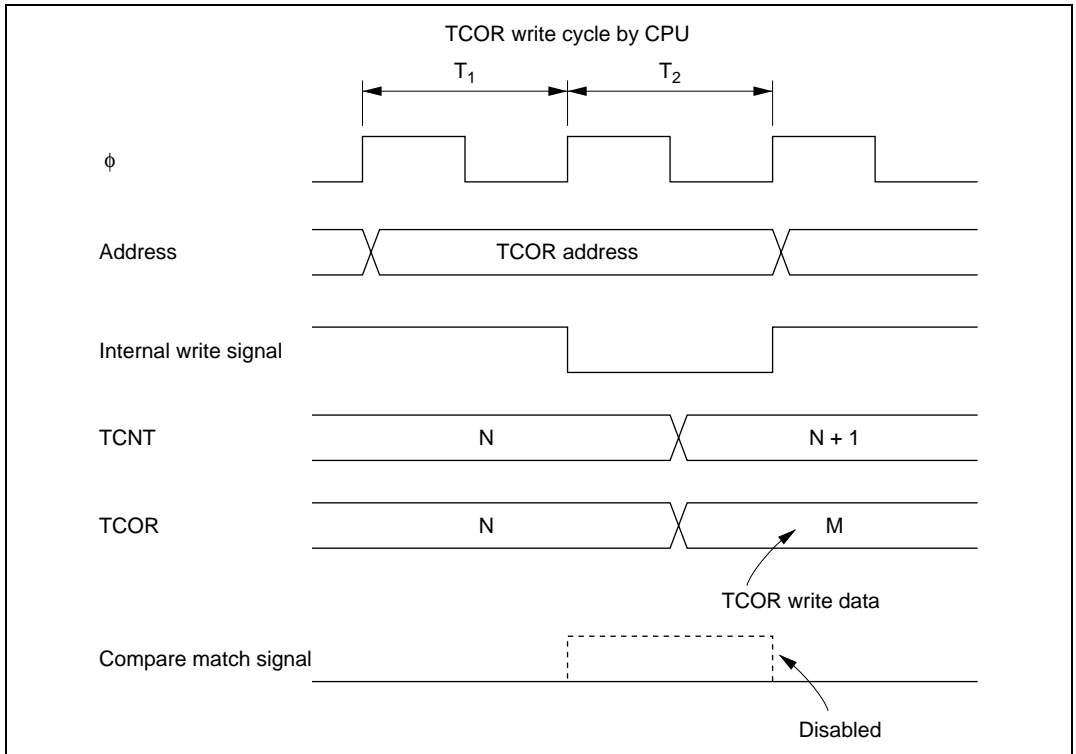 TCOR write cycle by CPU
T1 T2
ϕ
Address TCOR address
Internal write signal
TCNT N N + 1
TCOR N M
TCOR write data
Compare match signal
Disabled